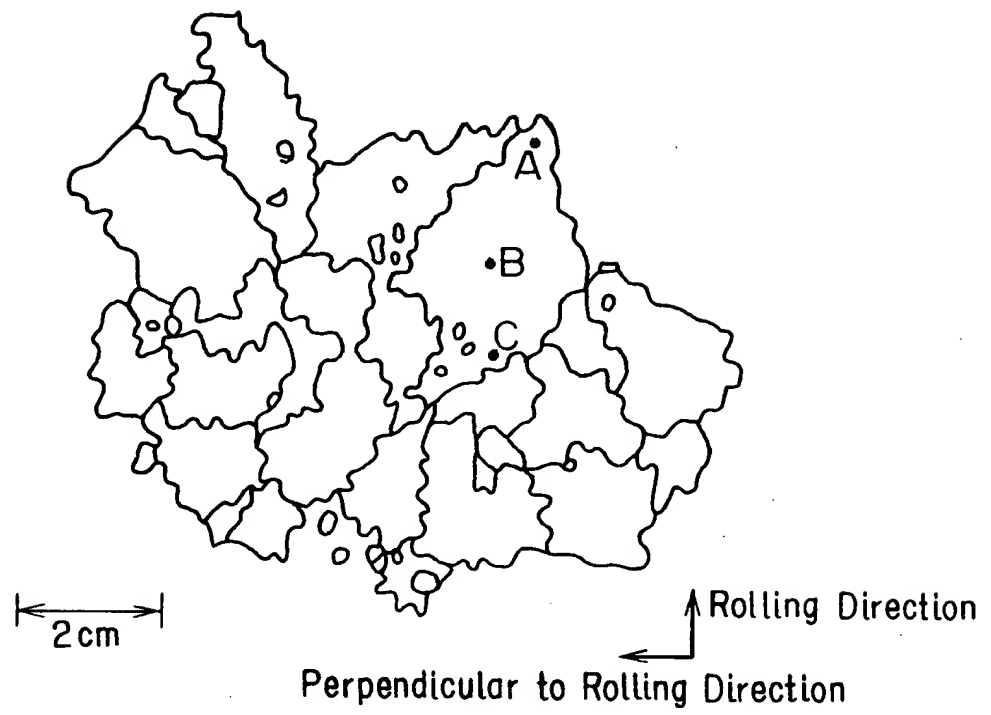 A
B
C
2cm
Rolling Direction
Perpendicular to Rolling Direction